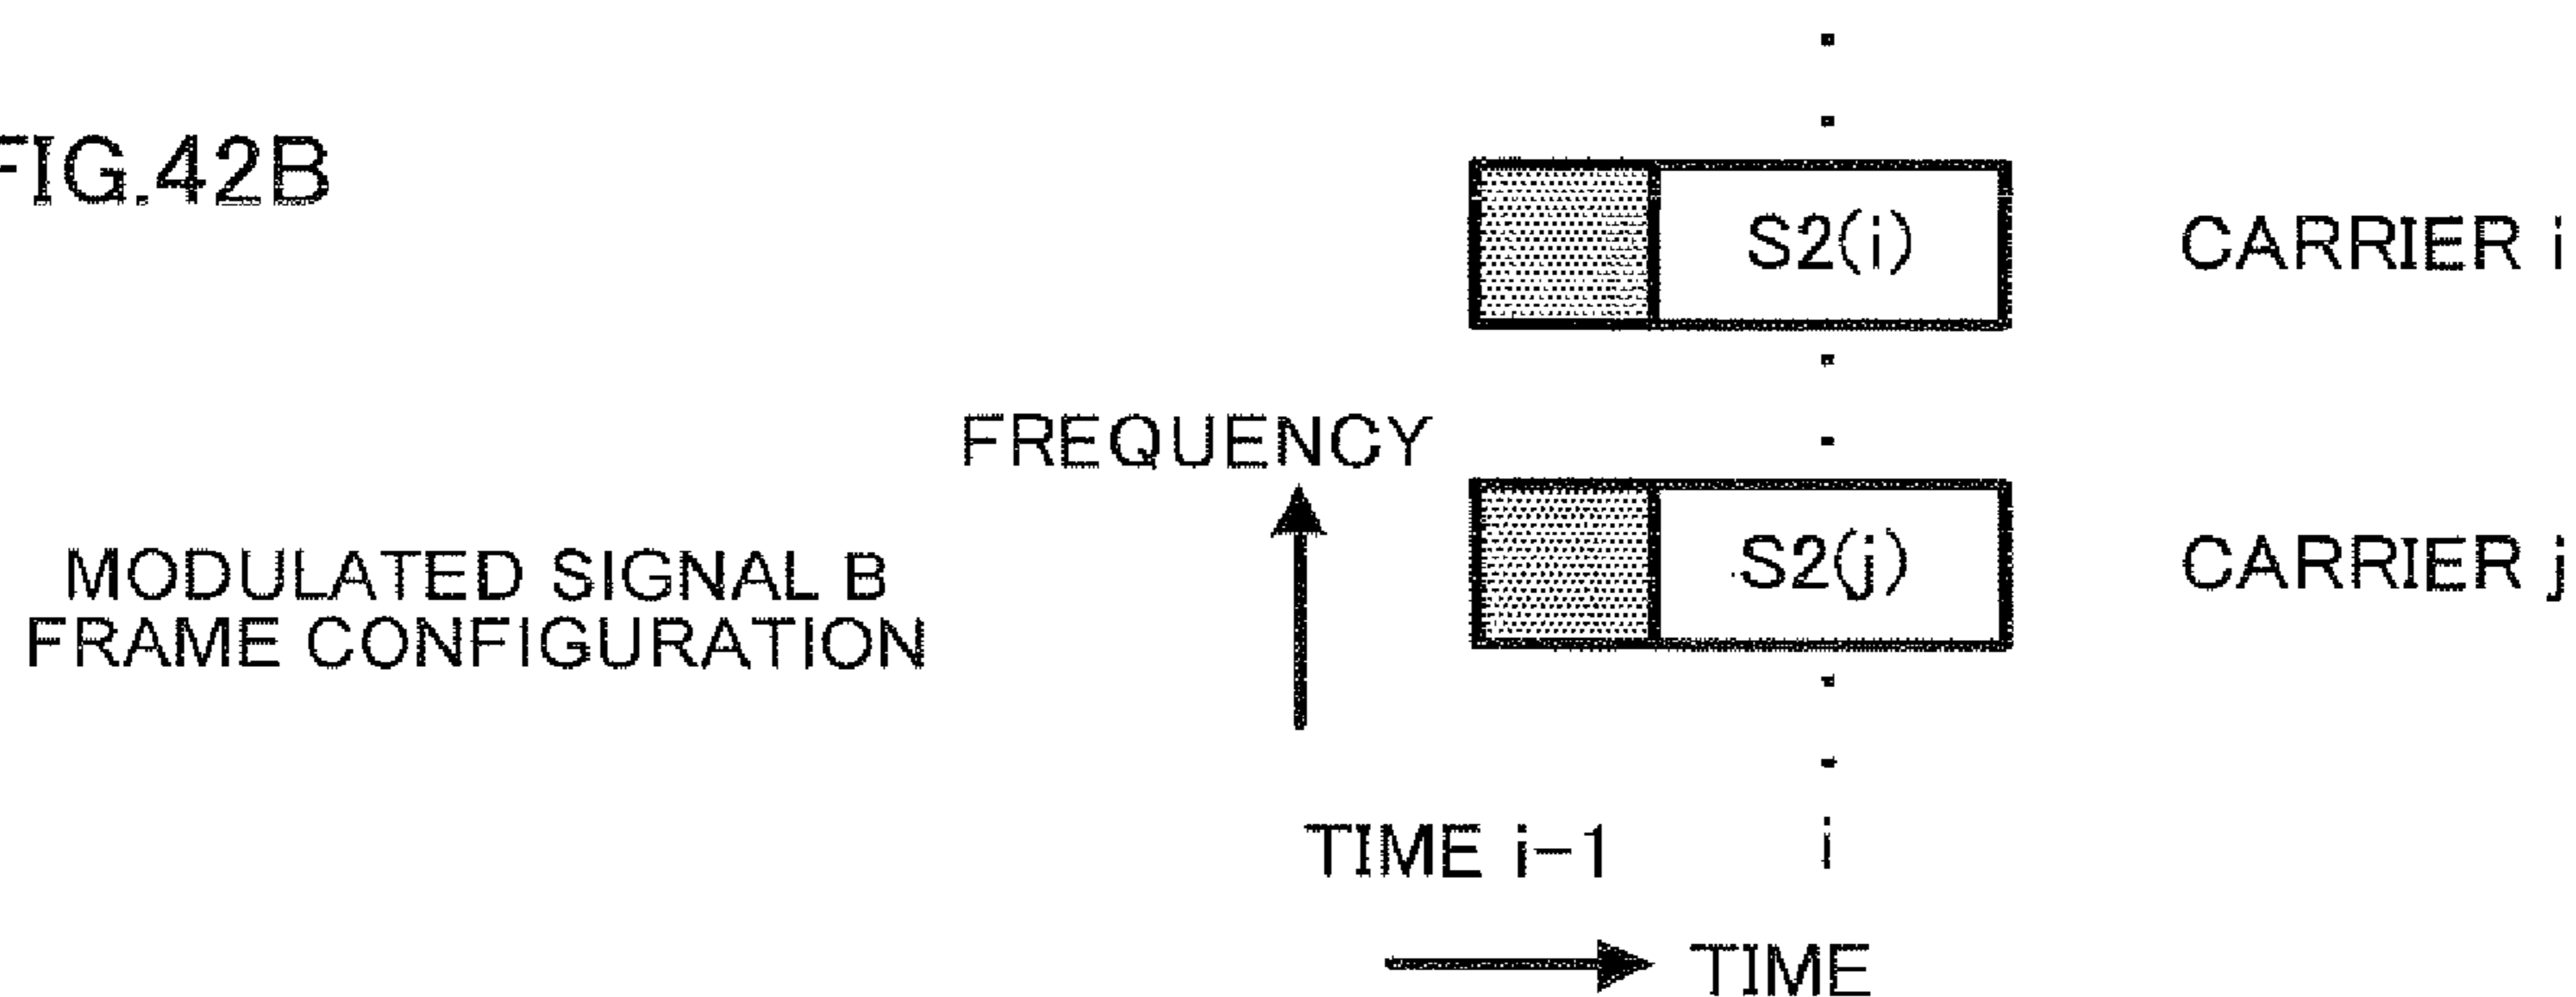 FIG.42B
S2(i) CARRIER i
FREQUENCY
S2(j) CARRIER j
MODULATED SIGNAL B
FRAME CONFIGURATION
TIME i-1 i
TIME